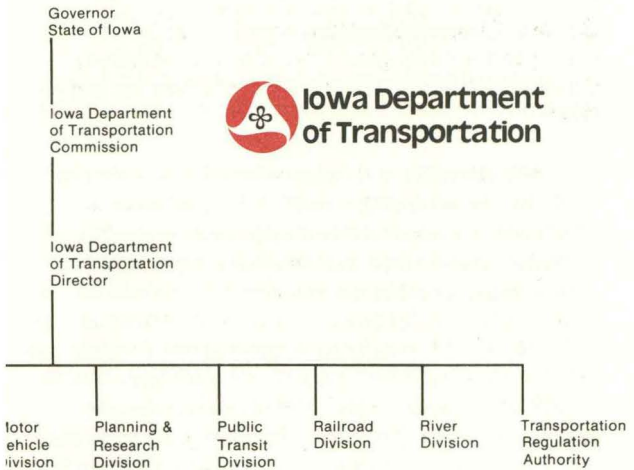 Governor
State of Iowa
Iowa Department
of Transportation
Commission
Iowa Department
of Transportation
Iowa Department
of Transportation
Director
Planning &
Research
Division
Public
Transit
Division
Railroad
Division
River
Division
Transportation
Regulation
Authority